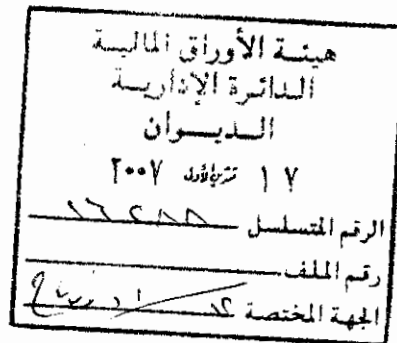 هيئة الأوراق المالية
الدائرة الإدارية
الديوان
١٧ تشرين الأول ٢٠٠٧
الرقم المتسلسل
رقم الملف
الجهة المختصة